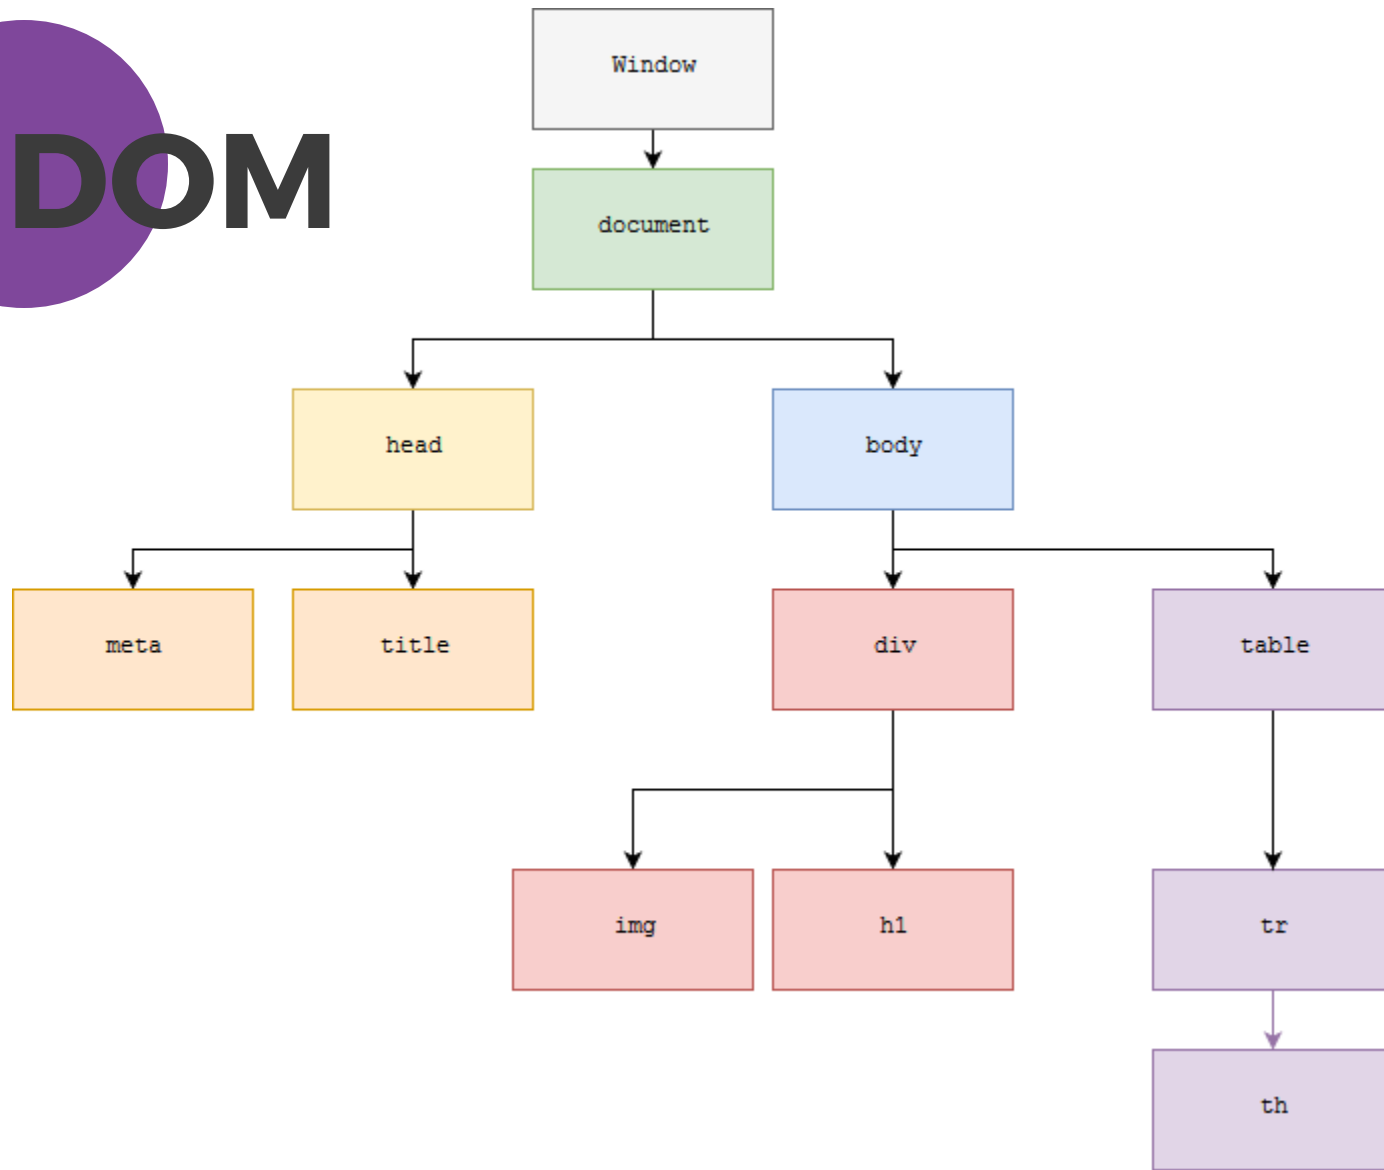 DOM
Window
document
head
body
meta
title
div
table
img
h1
tr
th